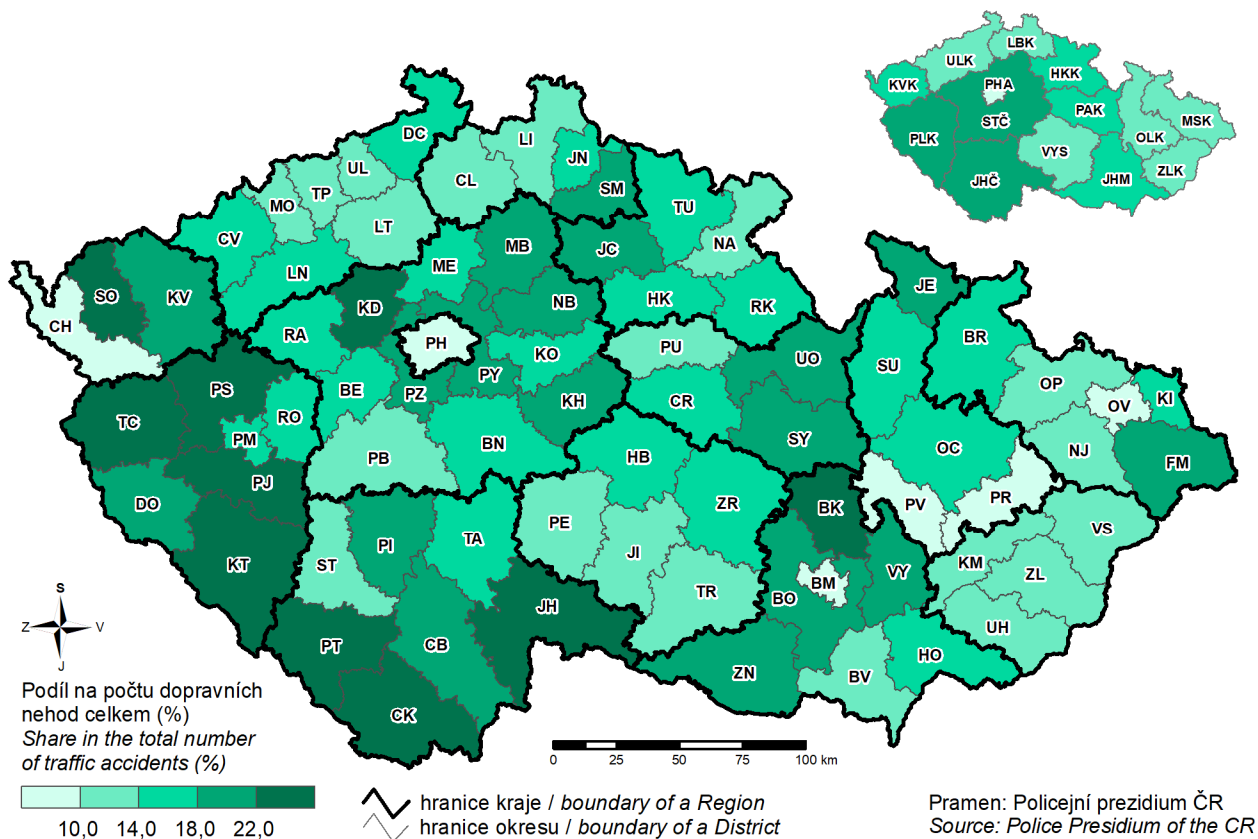 LBK
ULK
HKK
KVK
PHA
PAK
STČ
MSK
OLK
PLK
VYS
ZLK
JHČ
JHM
DC
LI
JN
UL
CL
SM
TP
MO
TU
LT
CV
NA
MB
JC
ME
LN
JE
SO
KV
KD
NB
HK
RK
CH
BR
RA
PH
KO
PU
UO
SU
OP
KI
PS
BE
PY
OV
PZ
KH
CR
TC
RO
PM
BN
SY
OC
NJ
PB
HB
FM
PJ
DO
ZR
PR
PV
BK
PE
VS
PI
TA
JI
KT
ST
KM
ZL
VY
BM
TR
BO
JH
UH
PT
CB
HO
ZN
BV
CK
S
Z V
J
Podíl na počtu dopravních
nehod celkem (%)
Share in the total number
of traffic accidents (%)
10,0 14,0 18,0 22,0
0 25 50 75 100 km
hranice kraje / boundary of a Region
hranice okresu / boundary of a District
Pramen: Policejní prezidium ČR
Source: Police Presidium of the CR